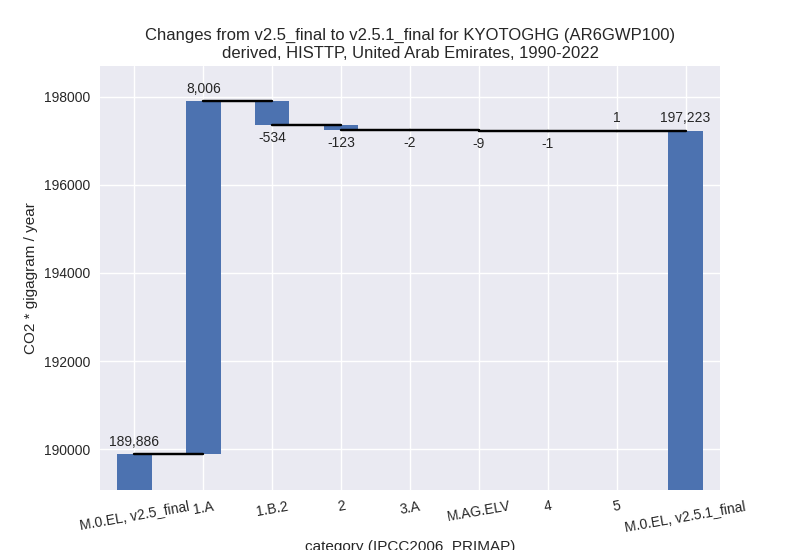 Changes from v2.5_final to v2.5.1_final for KYOTOGHG (AR6GWP100)
derived, HISTTP, United Arab Emirates, 1990-2022
CO2 * gigagram / year
198000
196000
194000
192000
190000
189,886
8,006
-534
-123
-2
-9
-1
1
197,223
M.0.EL, v2.5_final
1.A
1.B.2
2
3.A
M.AG.ELV
4
5
M.0.EL, v2.5.1_final
category (IPCC2006_PRIMAP)